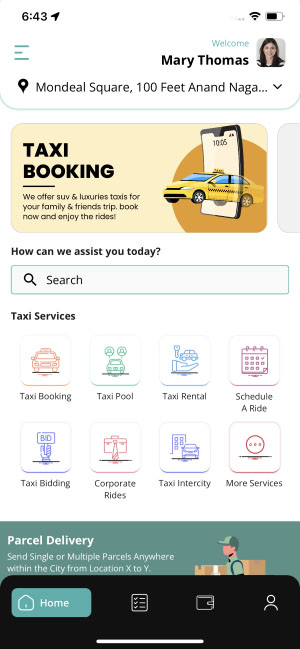 6:43
Welcome
Mary Thomas
Mondeal Square, 100 Feet Anand Naga...
TAXI
BOOKING
10:05
We offer suv & luxuries taxis for
your family & friends trip. book
now and enjoy the rides!
How can we assist you today?
Search
Taxi Services
Taxi Booking
Taxi Pool
Taxi Rental
Schedule
A Ride
BID
Taxi Bidding
Corporate
Rides
Taxi Intercity
More Services
Parcel Delivery
Send Single or Multiple Parcels Anywhere
within the City from Location X to Y.
Home